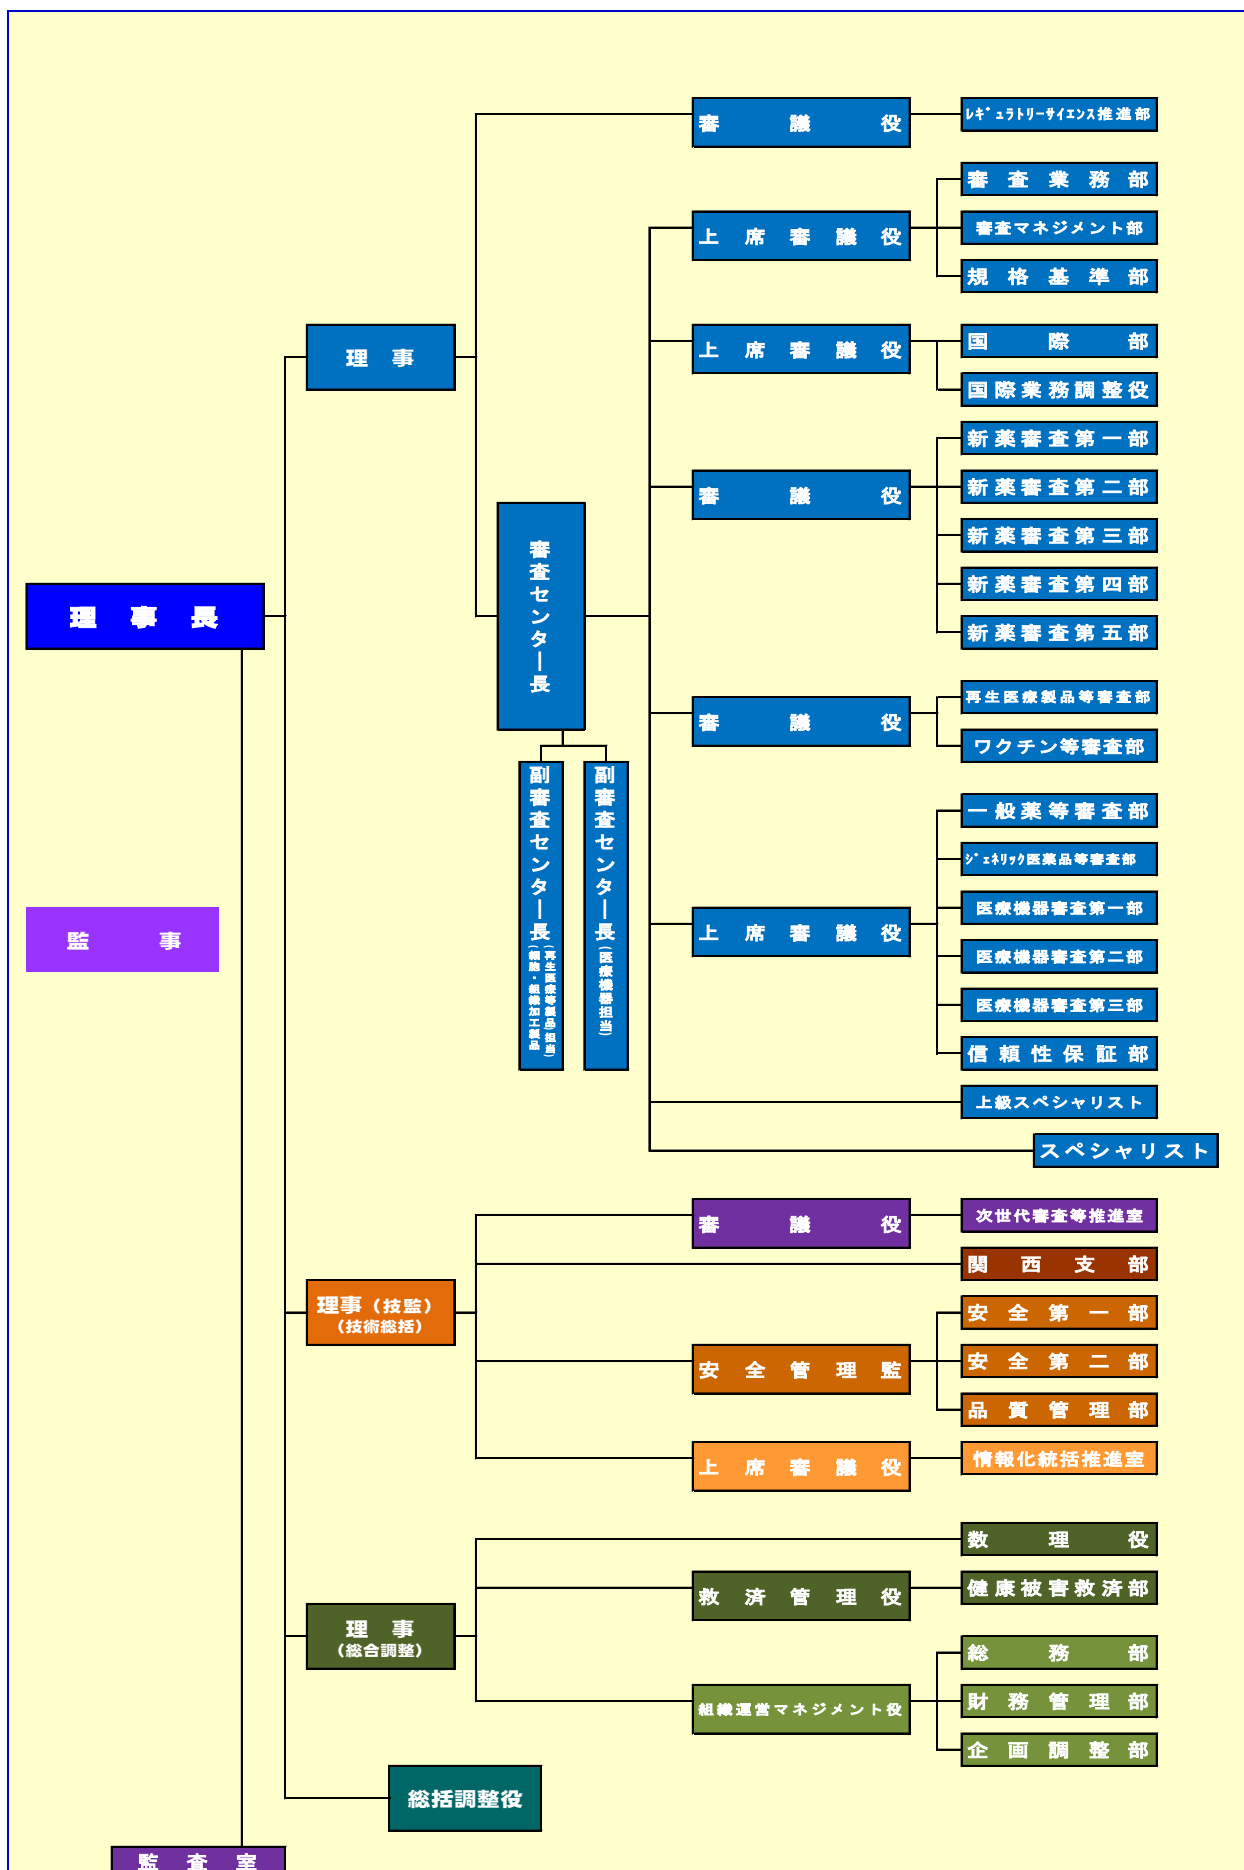 審議役
レギュラトリーサイエンス推進部
審査業務部
上席審議役
審査マネジメント部
規格基準部
理事
上席審議役
国際部
国際業務調整役
新薬審査第一部
審議役
新薬審査第二部
新薬審査第三部
新薬審査第四部
新薬審査第五部
審査センター長
理事長
再生医療製品等審査部
審議役
ワクチン等審査部
副審査センター長
(細胞・組織加工製品
(再生医療等製品)担当)
副審査センター長(医療機器担当)
一般薬等審査部
ジェネリック医薬品等審査部
医療機器審査第一部
監事
上席審議役
医療機器審査第二部
医療機器審査第三部
信頼性保証部
上級スペシャリスト
スペシャリスト
審議役
次世代審査等推進室
関西支部
理事(技監)
(技術総括)
安全第一部
安全管理監
安全第二部
品質管理部
上席審議役
情報化統括推進室
数理役
救済管理役
健康被害救済部
理事
(総合調整)
総務部
組織運営マネジメント役
財務管理部
企画調整部
総括調整役
監査室